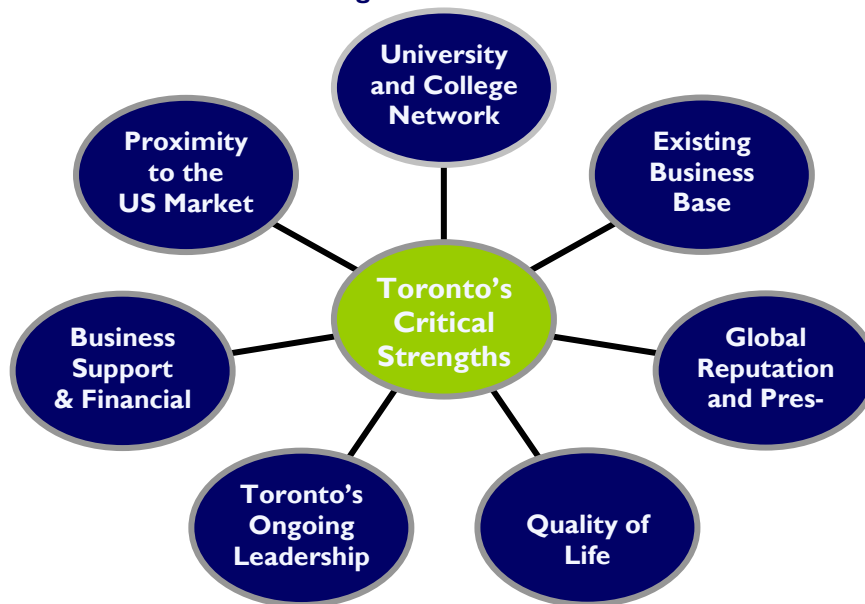 University
and College
Network
Existing
Business
Base
Global
Reputation
and Pres-
Quality of
Life
Toronto's
Ongoing
Leadership
Business
Support
& Financial
Proximity
to the
US Market
Toronto's
Critical
Strengths